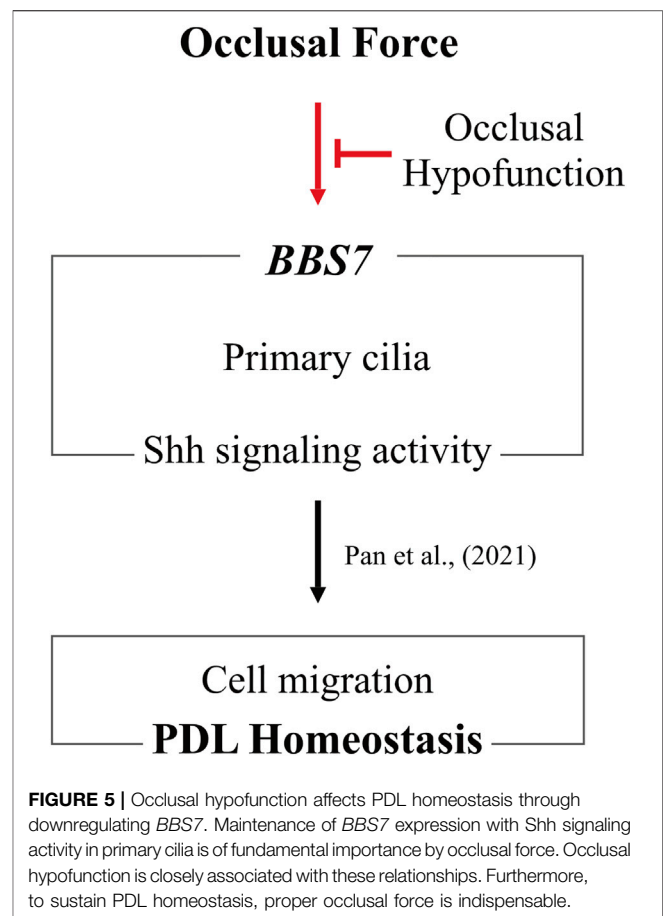 Occlusal Force
Occlusal
Hypofunction
BBS7
Primary cilia
Shh signaling activity
Pan et al., (2021)
Cell migration
PDL Homeostasis
FIGURE 5 | Occlusal hypofunction affects PDL homeostasis through
downregulating BBS7. Maintenance of BBS7 expression with Shh signaling
activity in primary cilia is of fundamental importance by occlusal force. Occlusal
hypofunction is closely associated with these relationships. Furthermore,
to sustain PDL homeostasis, proper occlusal force is indispensable.